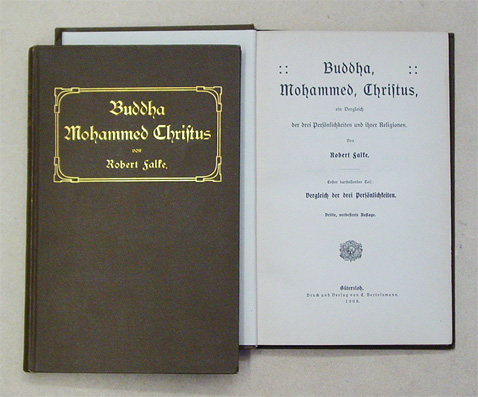 Buddha
Mohammed Christus
von
Robert Falke.
Buddha,
Mohammed, Christus,
ein Vergleich
der drei Persönlichkeiten und ihrer Religionen.
Von
Robert Falke.
Erster darstellender Teil:
Vergleich der drei Persönlichkeiten.
Dritte, verbesserte Auflage.
Gütersloh,
Druck und Verlag von C. Bertelsmann.